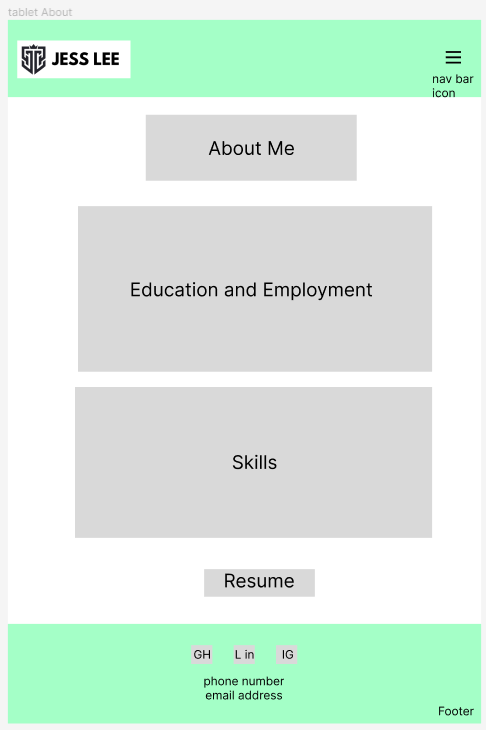 tablet About
JESS LEE
nav bar
icon
About Me
Education and Employment
Skills
Resume
GH L in IG
phone number
email address
Footer